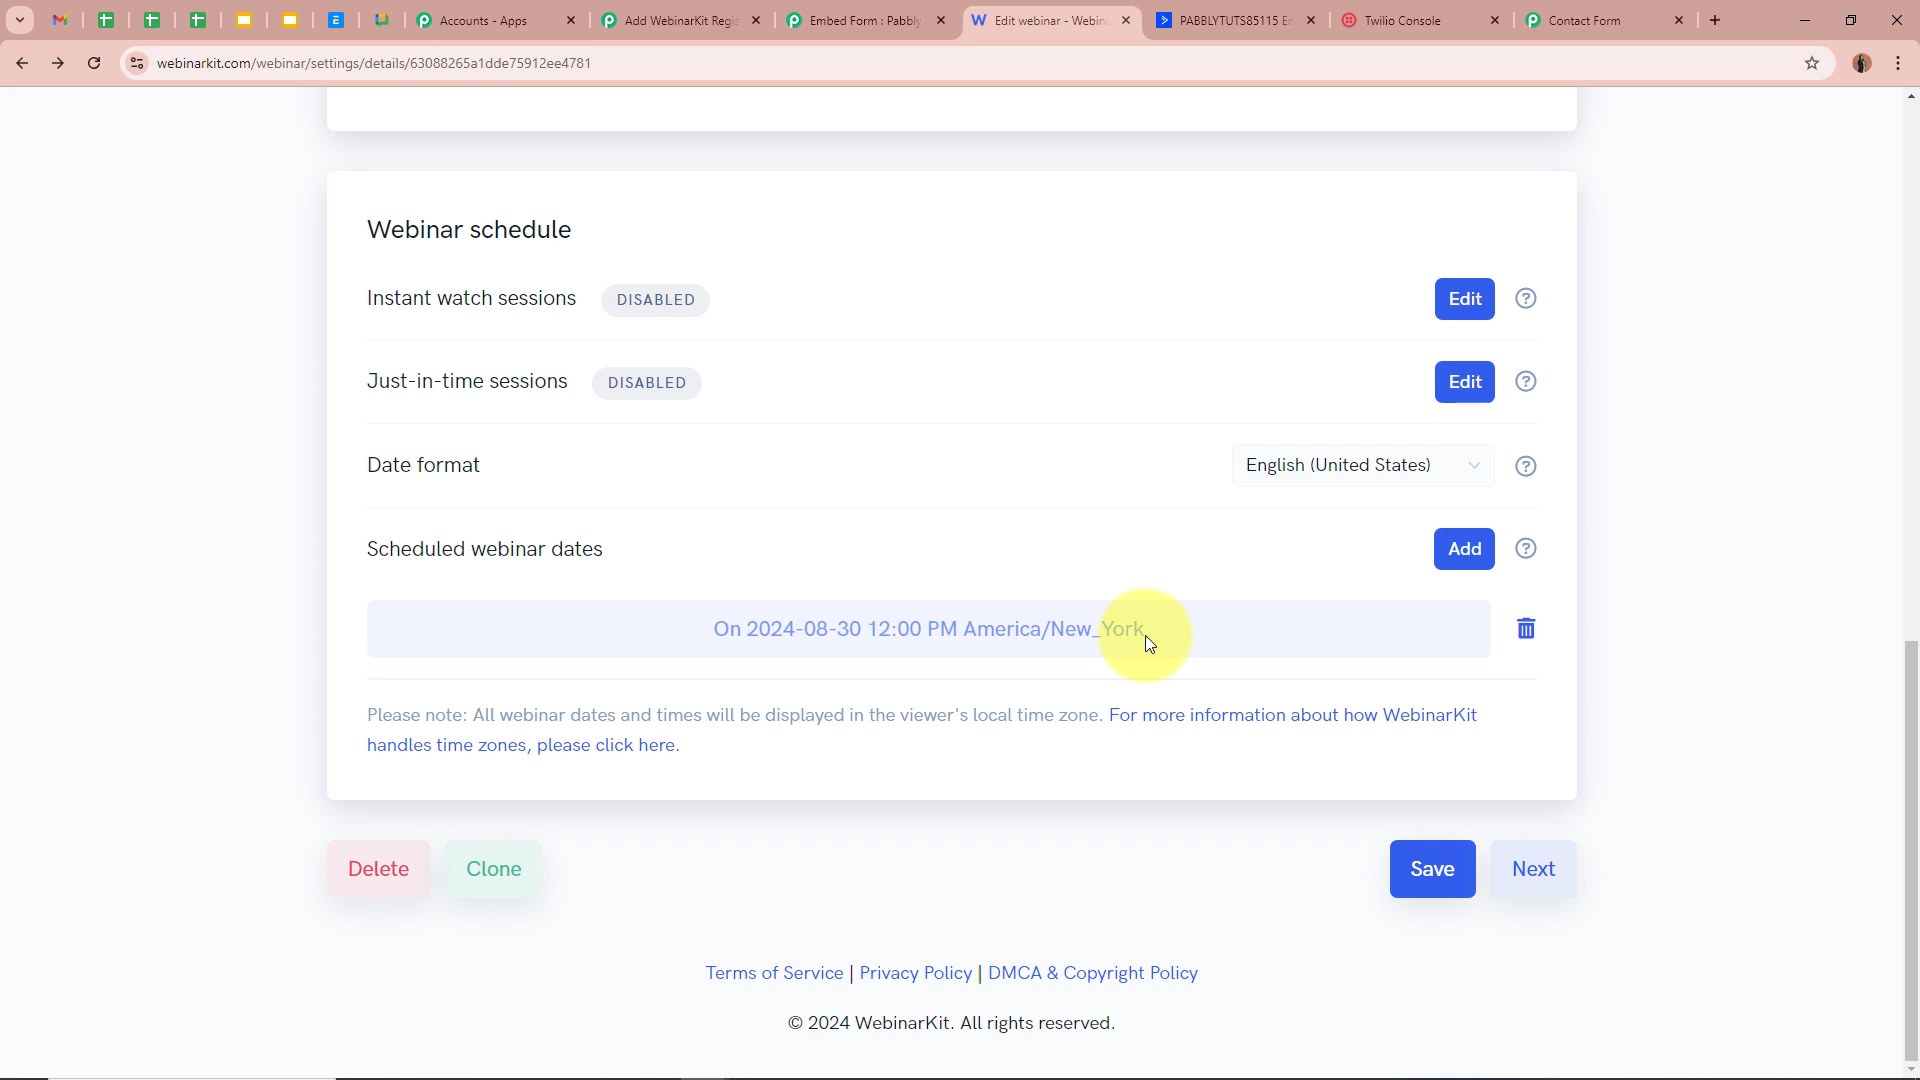 Accounts - Apps
Add WebinarKit Regis
Embed Form : Pabbly
Edit webinar - Webin
PABBLYTUTS85115 En
Twilio Console
Contact Form
webinarkit.com/webinar/settings/details/63088265a1dde75912ee4781
Webinar schedule
Instant watch sessions DISABLED Edit
Just-in-time sessions DISABLED Edit
Date format English (United States)
Scheduled webinar dates Add
On 2024-08-30 12:00 PM America/New_York
Please note: All webinar dates and times will be displayed in the viewer's local time zone. For more information about how WebinarKit
handles time zones, please click here.
Delete Clone Save Next
Terms of Service | Privacy Policy | DMCA & Copyright Policy
© 2024 WebinarKit. All rights reserved.